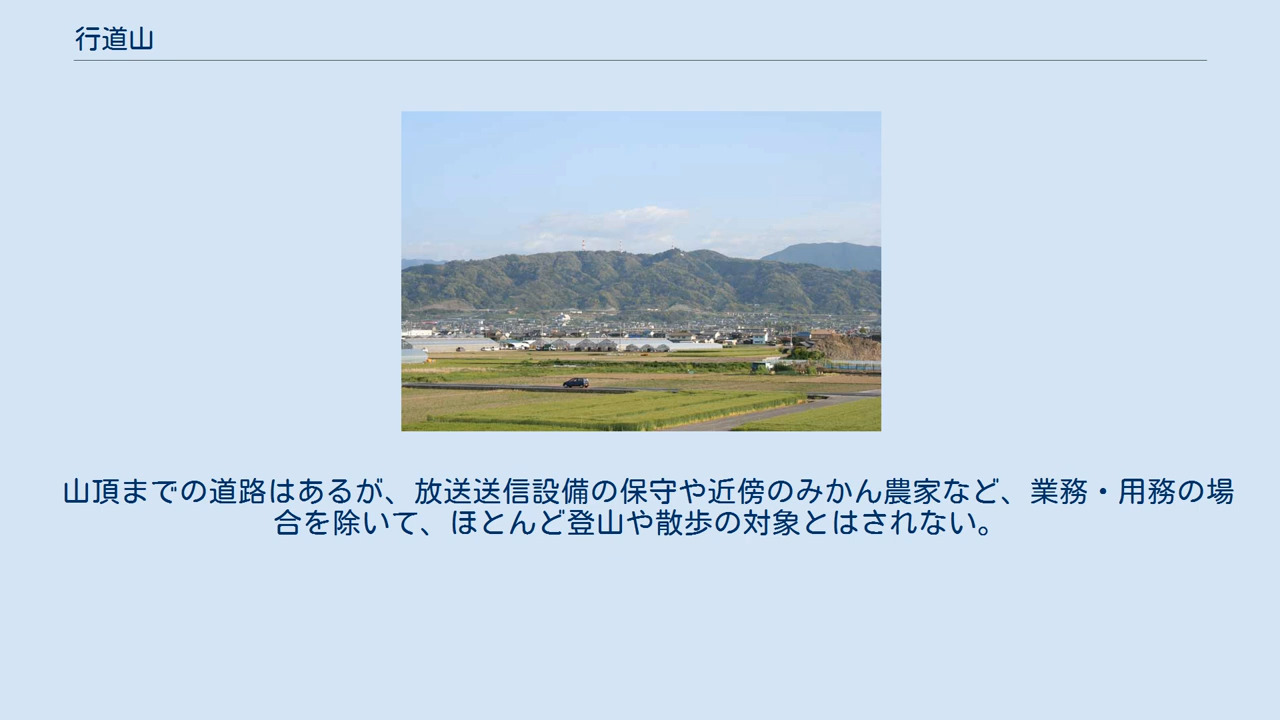 行道山
山頂までの道路はあるが、放送送信設備の保守や近傍のみかん農家など、業務・用務の場
合を除いて、ほとんど登山や散歩の対象とはされない。